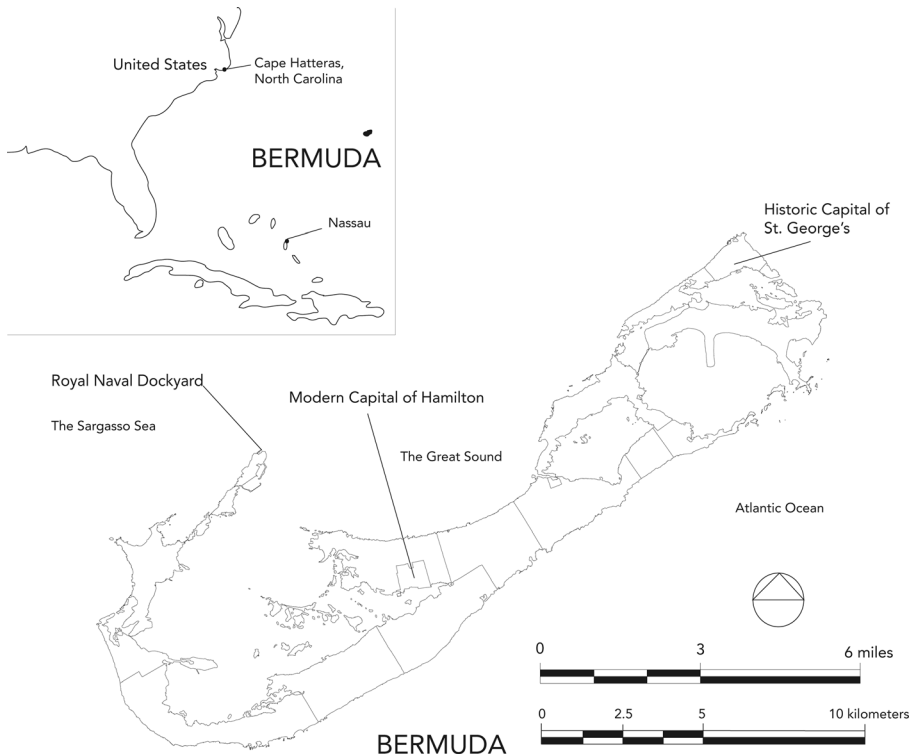 United States
Cape Hatteras,
North Carolina
BERMUDA
Nassau
Historic Capital of
St. George's
Royal Naval Dockyard
Modern Capital of Hamilton
The Sargasso Sea
The Great Sound
Atlantic Ocean
0 3 6 miles
0 2.5 5 10 kilometers
BERMUDA